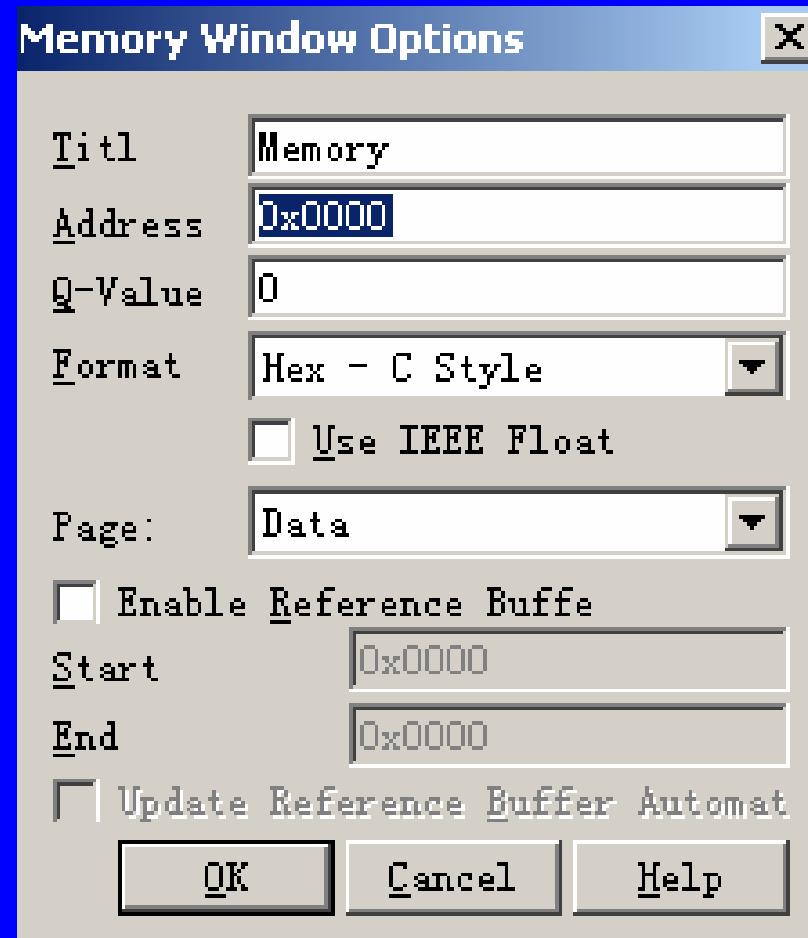 Memory Window Options
Titl Memory
Address 0x0000
Q-Value 0
Format Hex - C Style
Use IEEE Float
Page: Data
Enable Reference Buffe
Start 0x0000
End 0x0000
Update Reference Buffer Automat
OK Cancel Help